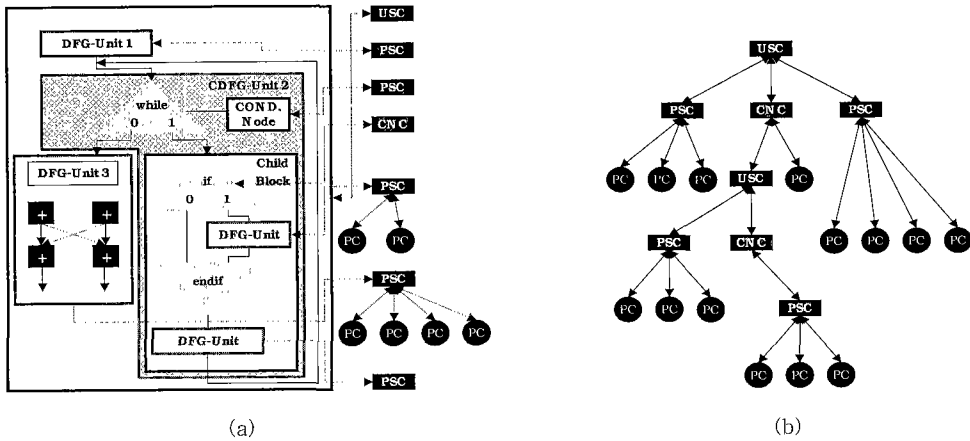 USC
DFG-Unit 1
PSC
PSC
CDFG-Unit 2
while
COND.
Node
0 1
CNC
Child
Block
DFG-Unit 3
if
PSC
0 1
+ +
DFG-Unit
PC PC
+ +
endif
PSC
PC PC PC PC
DFG-Unit
PSC
(a)
USC
PSC CNC PSC
PC PC PC USC PC
PSC CNC PC PC PC PC
PC PC PC PSC
PC PC PC
(b)